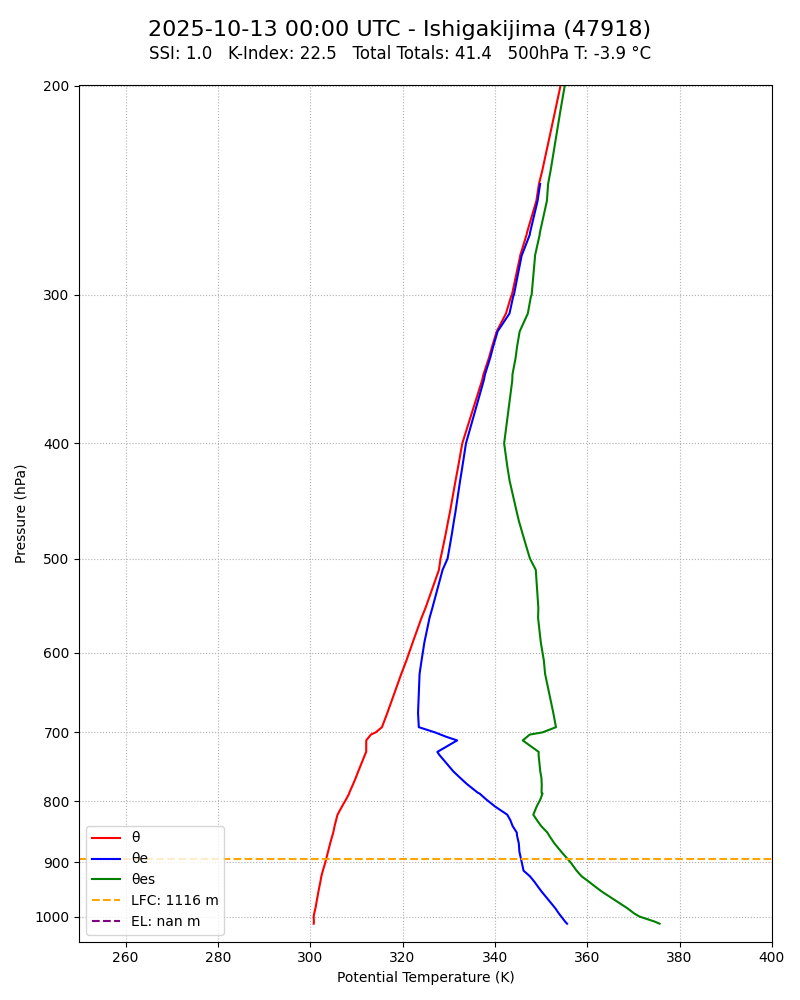 2025-10-13 00:00 UTC - Ishigakijima (47918)
SSI: 1.0   K-Index: 22.5   Total Totals: 41.4   500hPa T: -3.9 °C
200
300
400
500
600
700
800
900
1000
Pressure (hPa)
θ
θe
θes
LFC: 1116 m
EL: nan m
260 280 300 320 340 360 380 400
Potential Temperature (K)